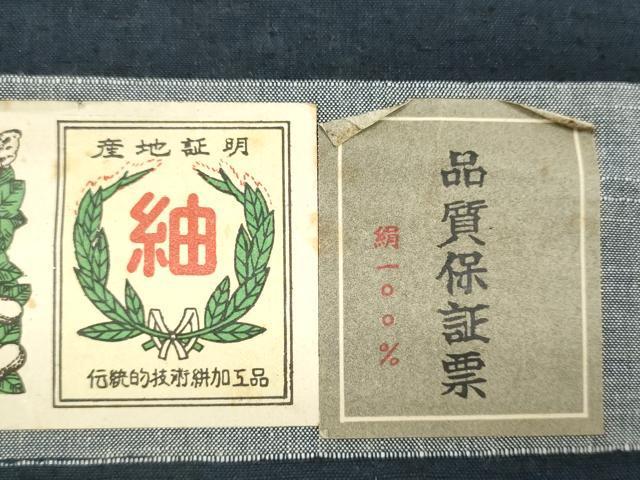 産地証明
紬
伝統的技術絣加工品
品質保証票
絹一〇〇%